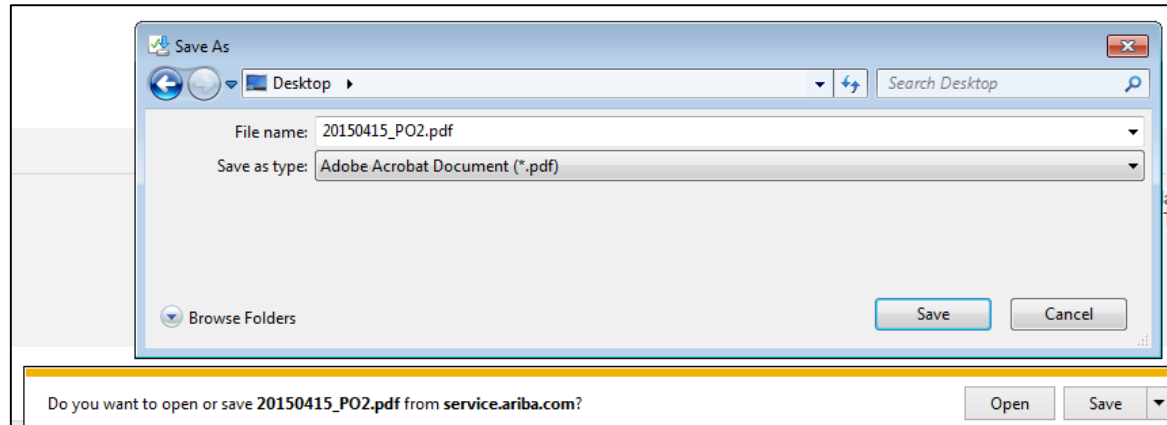 Save As
Desktop
Search Desktop
File name: 20150415_PO2.pdf
Save as type: Adobe Acrobat Document (*.pdf)
Browse Folders
Save Cancel
Do you want to open or save 20150415_PO2.pdf from service.ariba.com?
Open Save